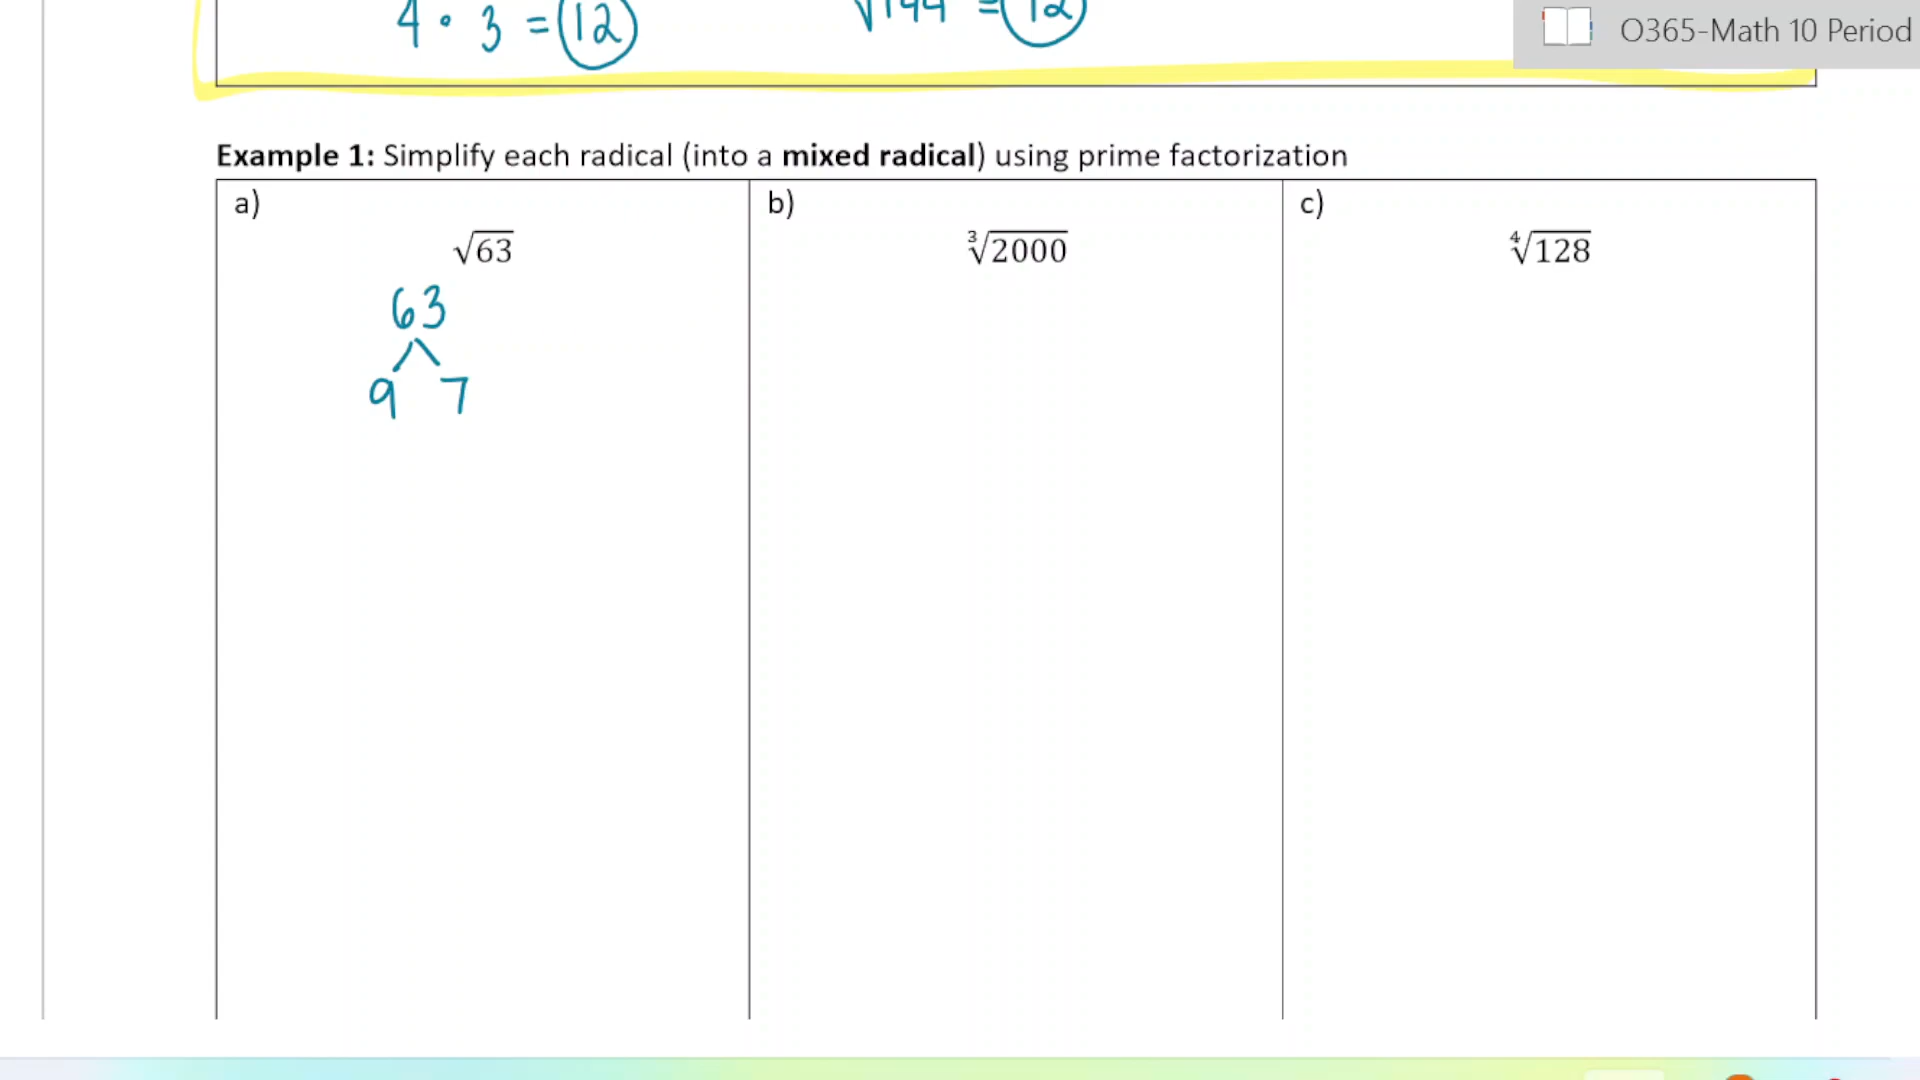 4 · 3 = 12
√144 = 12
O365-Math 10 Period
Example 1: Simplify each radical (into a mixed radical) using prime factorization
a)
b)
c)
√63
∛2000
∜128
63
9 7